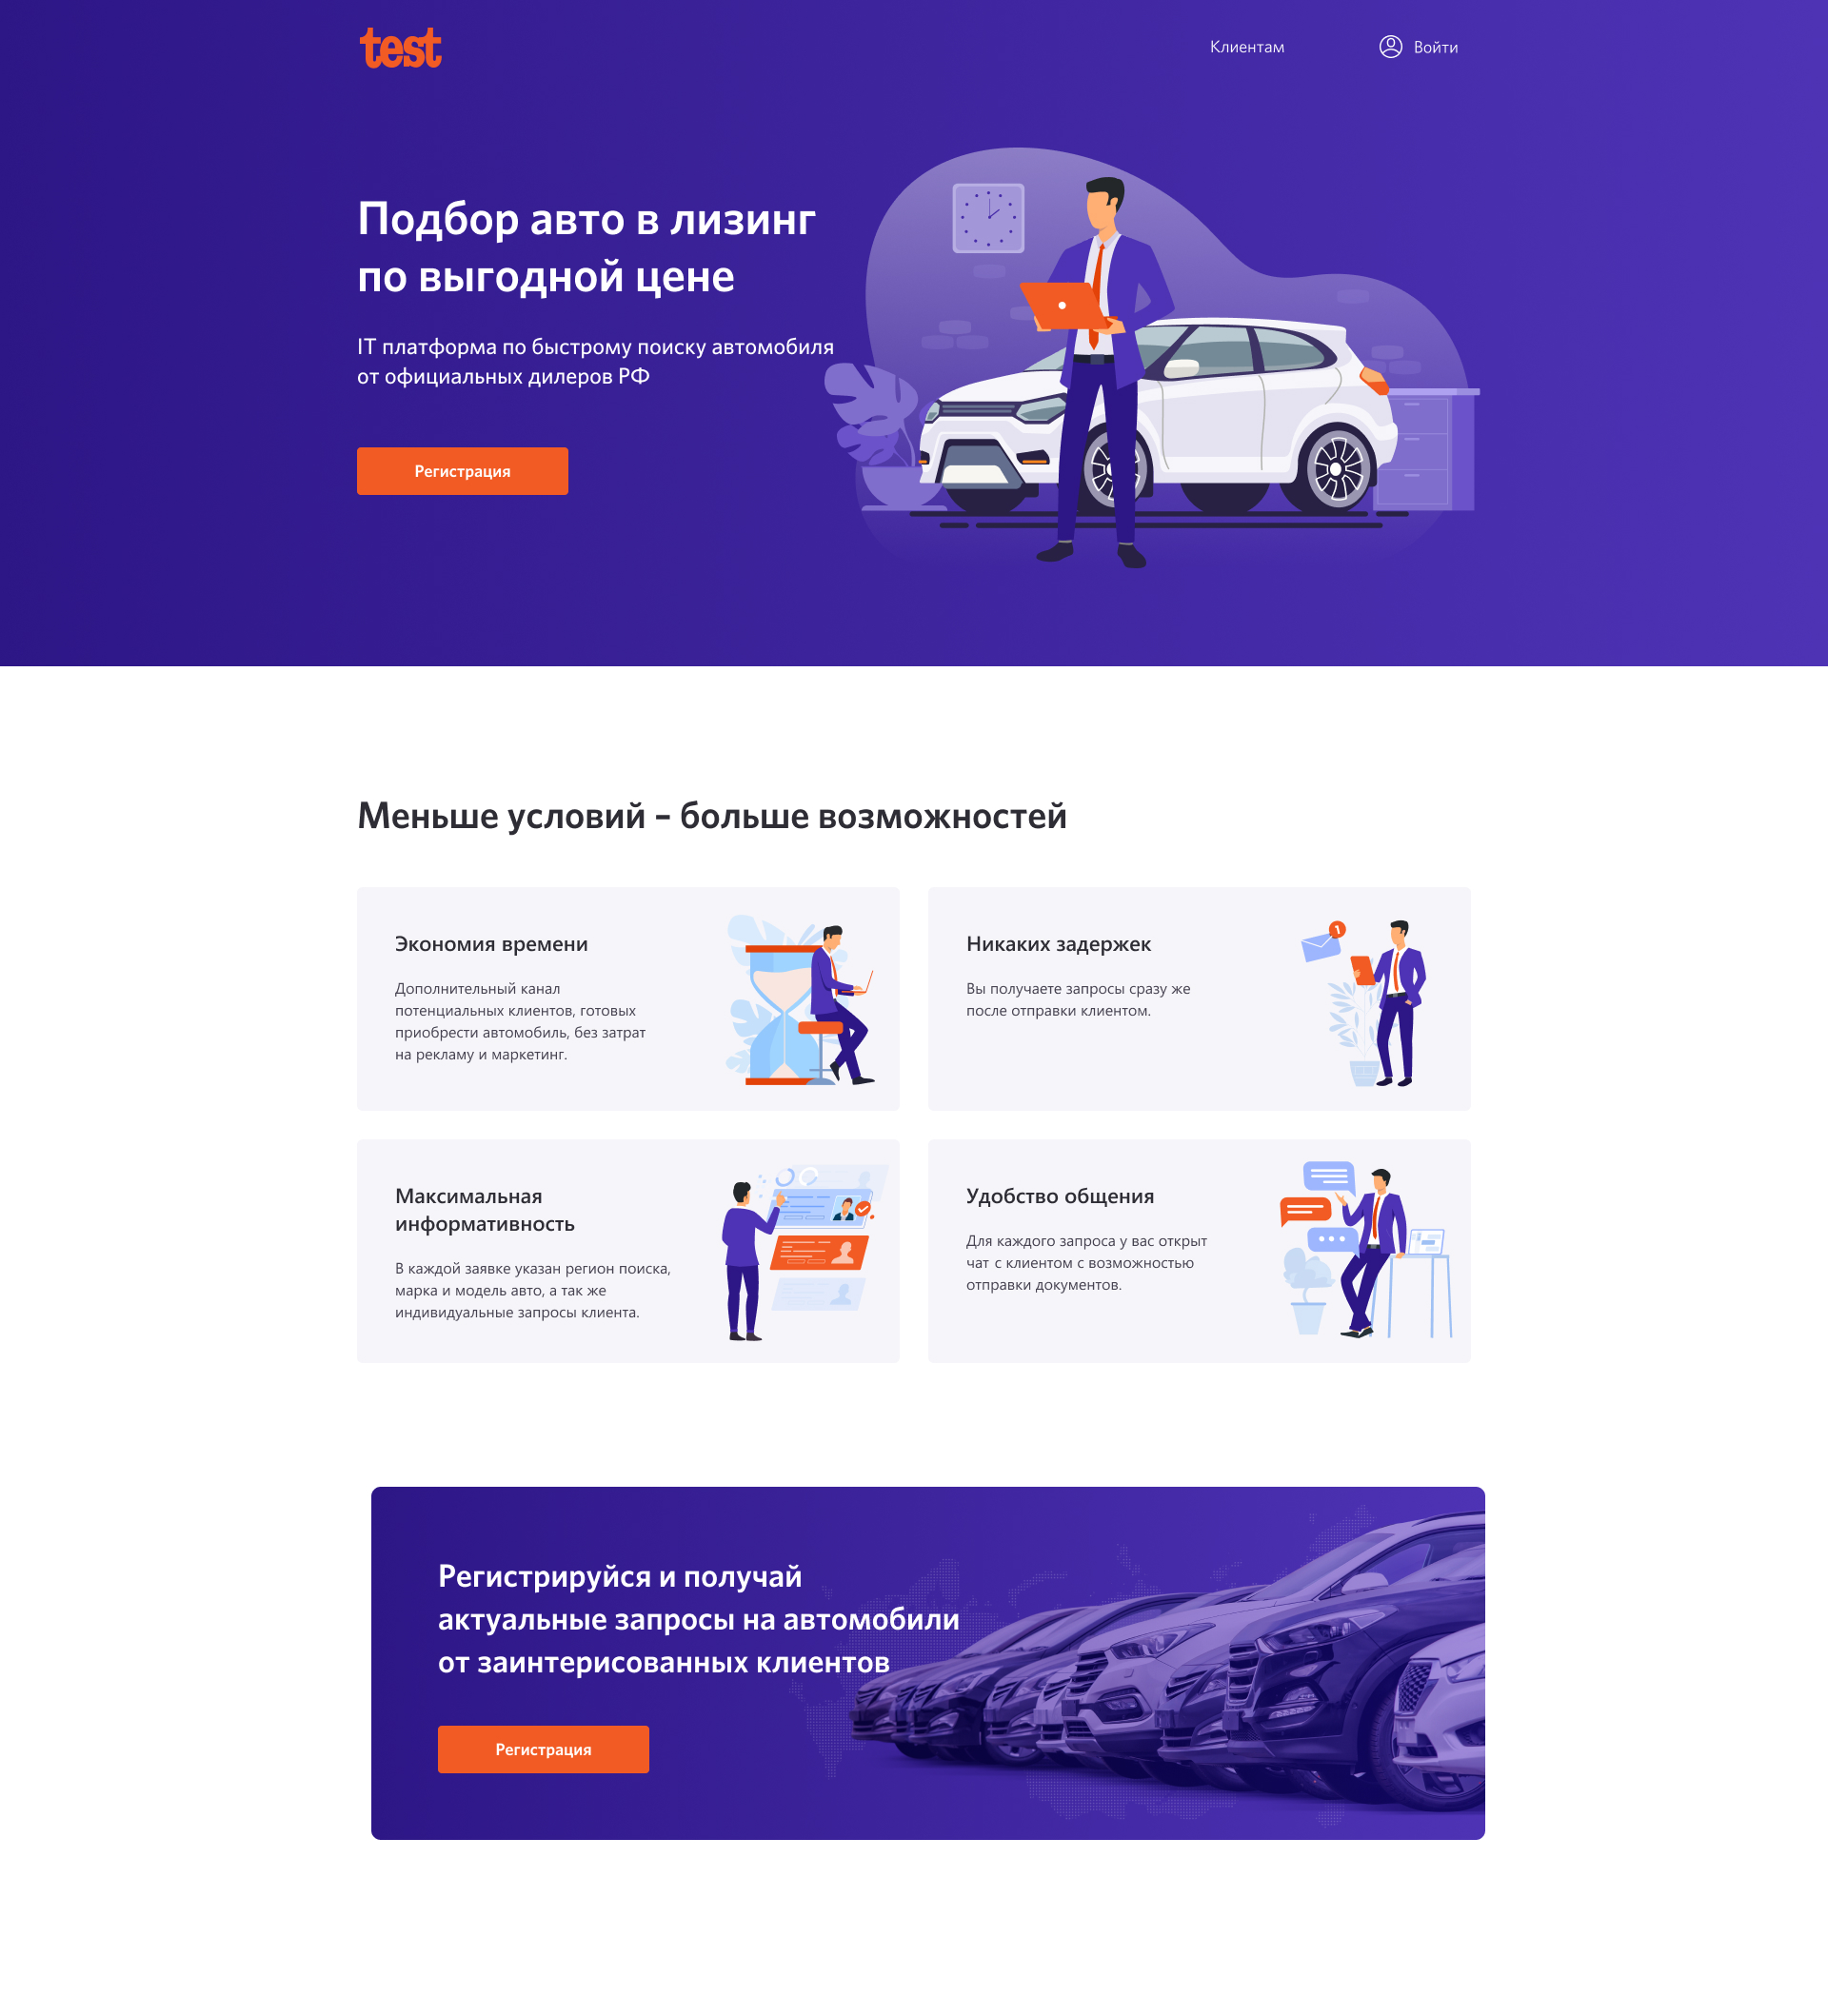 test
Клиентам
Войти
Подбор авто в лизинг
по выгодной цене
IT платформа по быстрому поиску автомобиля
от официальных дилеров РФ
Регистрация
Меньше условий – больше возможностей
Экономия времени
Дополнительный канал
потенциальных клиентов, готовых
приобрести автомобиль, без затрат
на рекламу и маркетинг.
Никаких задержек
Вы получаете запросы сразу же
после отправки клиентом.
1
Максимальная
информативность
В каждой заявке указан регион поиска,
марка и модель авто, а так же
индивидуальные запросы клиента.
Удобство общения
Для каждого запроса у вас открыт
чат с клиентом с возможностью
отправки документов.
Регистрируйся и получай
актуальные запросы на автомобили
от заинтерисованных клиентов
Регистрация